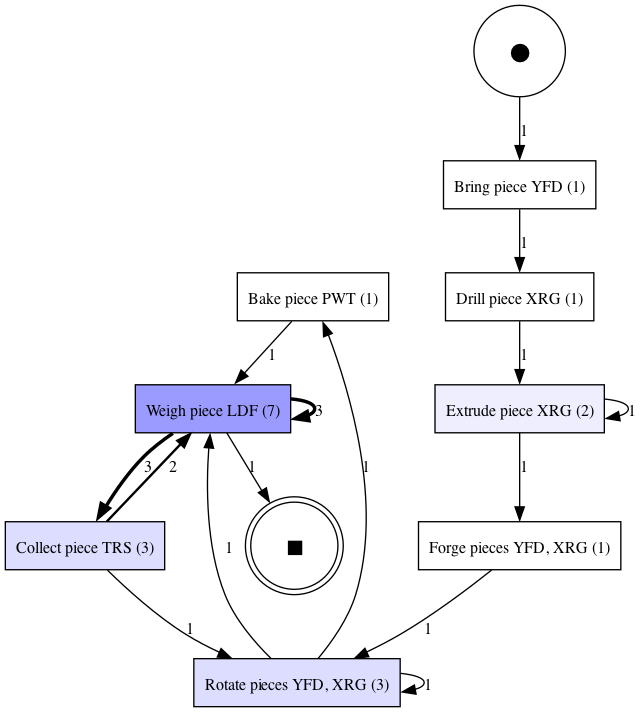 1
Bring piece YFD (1)
1
Bake piece PWT (1)
Drill piece XRG (1)
1
1
Weigh piece LDF (7)
3
Extrude piece XRG (2)
1
3
2
1
1
1
Collect piece TRS (3)
1
Forge pieces YFD, XRG (1)
1
1
Rotate pieces YFD, XRG (3)
1